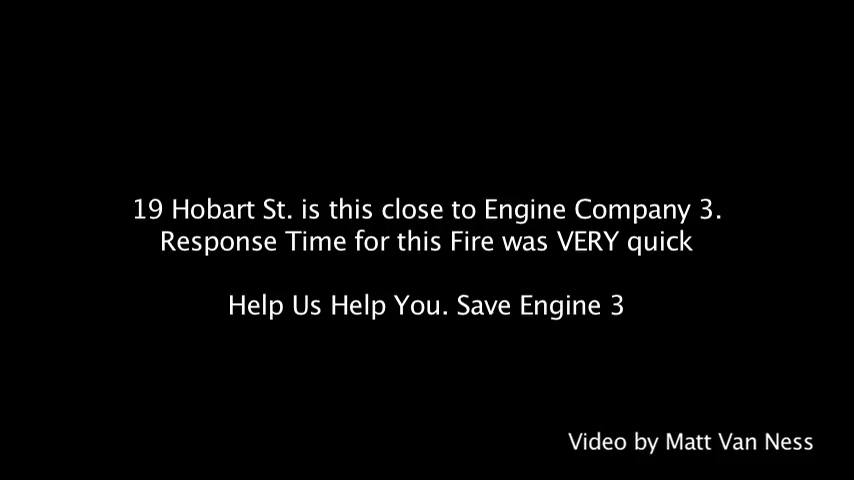 19 Hobart St. is this close to Engine Company 3.
Response Time for this Fire was VERY quick
Help Us Help You. Save Engine 3
Video by Matt Van Ness